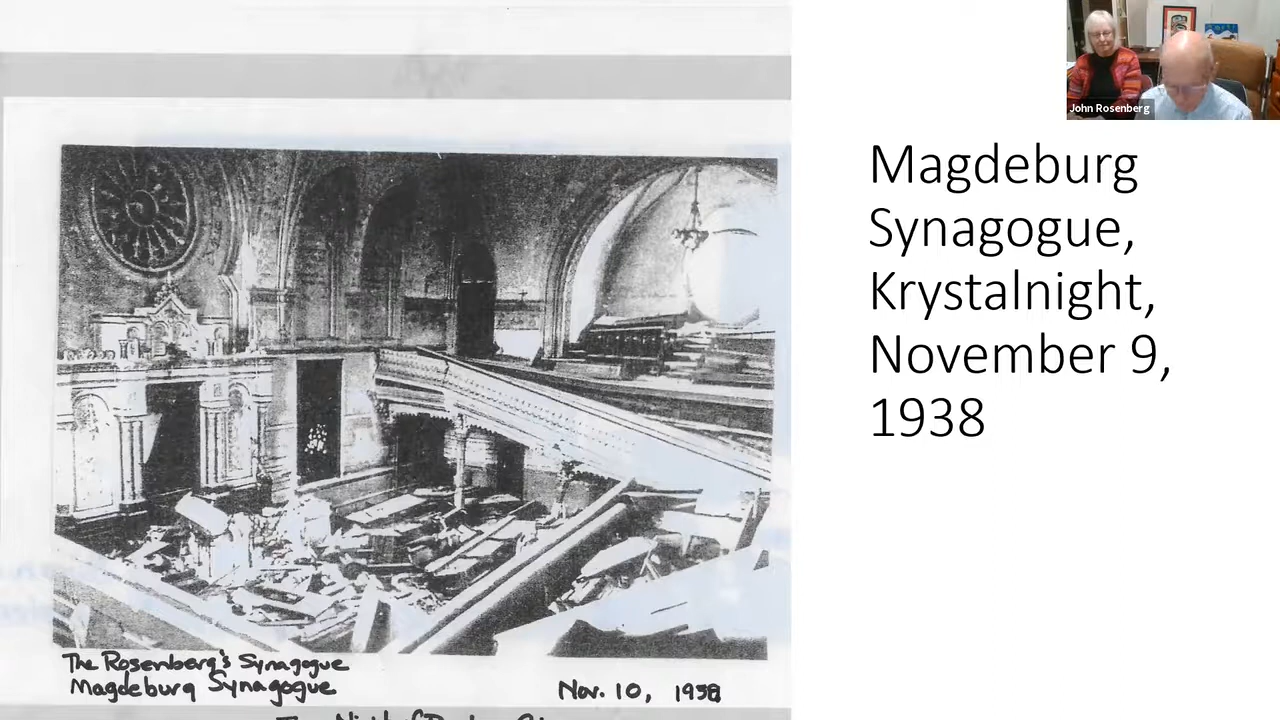 John Rosenberg
Magdeburg
Synagogue,
Krystalnight,
November 9,
1938
The Rosenberg's Synagogue
Magdeburg Synagogue
Nov. 10, 1938